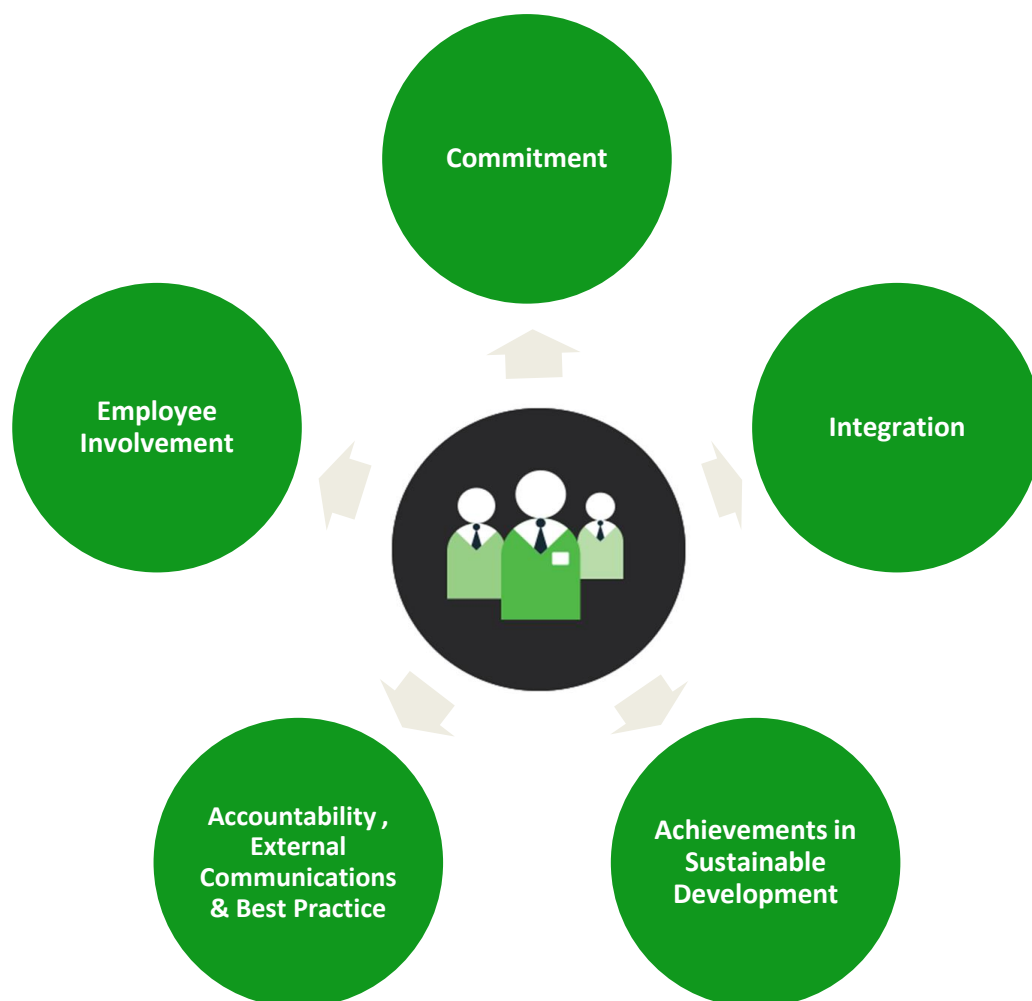 Commitment
Employee
Involvement
Integration
Accountability ,
External
Communications
& Best Practice
Achievements in
Sustainable
Development